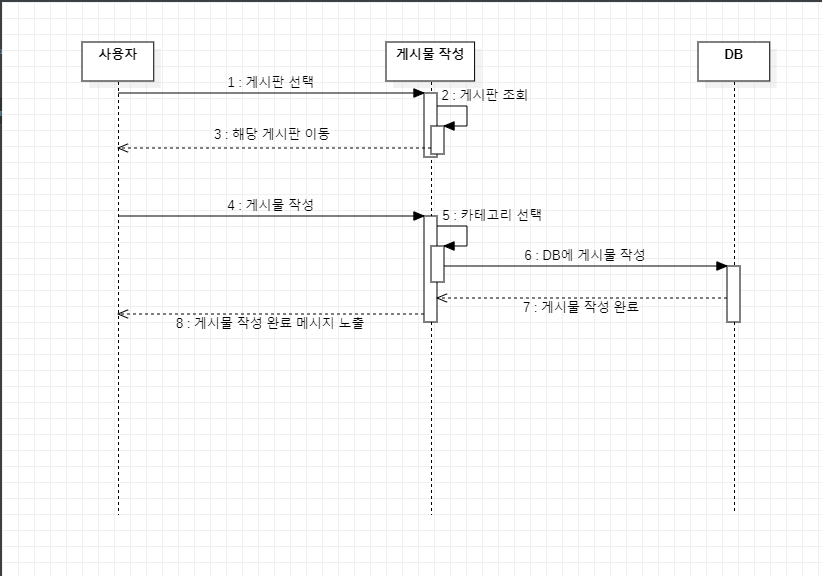 사용자
게시물 작성
DB
1 : 게시판 선택
2 : 게시판 조회
3 : 해당 게시판 이동
4 : 게시물 작성
5 : 카테고리 선택
6 : DB에 게시물 작성
7 : 게시물 작성 완료
8 : 게시물 작성 완료 메시지 노출